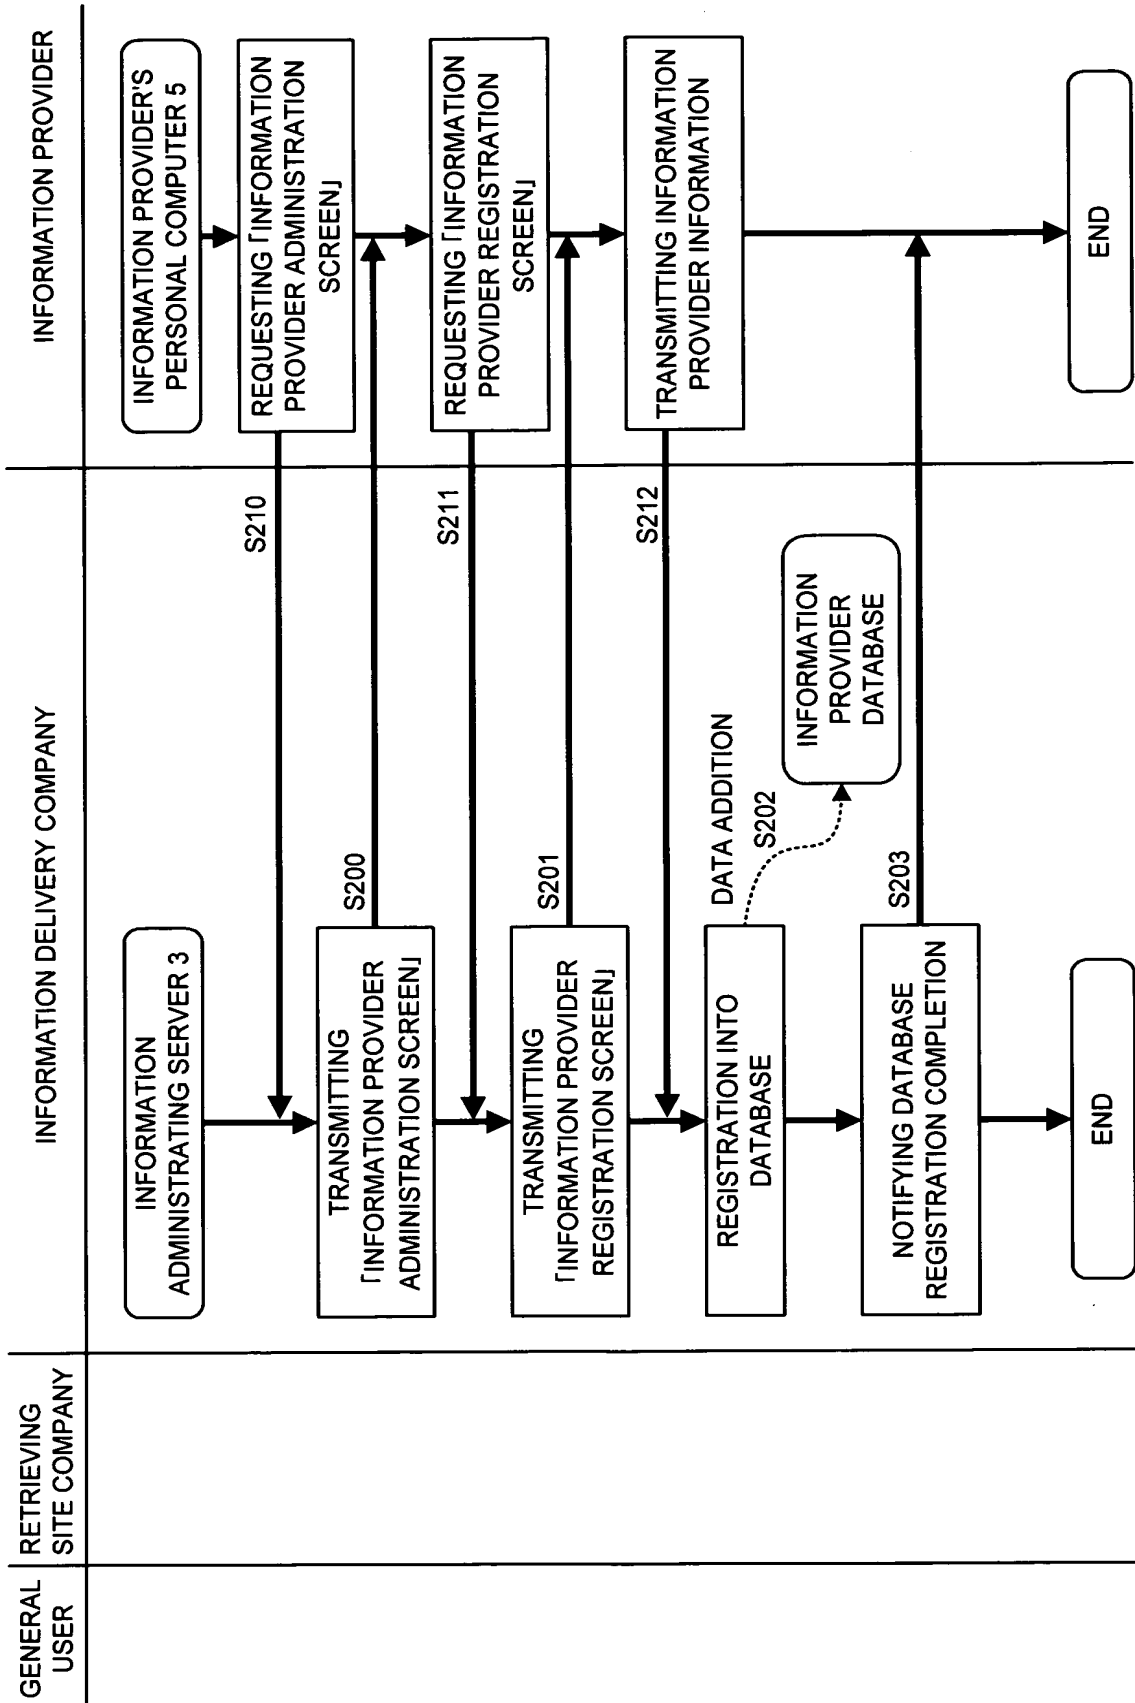 GENERAL
USER
RETRIEVING
SITE COMPANY
INFORMATION DELIVERY COMPANY
INFORMATION PROVIDER
INFORMATION
ADMINISTRATING SERVER 3
INFORMATION PROVIDER'S
PERSONAL COMPUTER 5
REQUESTING「INFORMATION
PROVIDER ADMINISTRATION
SCREEN」
S210
TRANSMITTING
「INFORMATION PROVIDER
ADMINISTRATION SCREEN」
S200
REQUESTING「INFORMATION
PROVIDER REGISTRATION
SCREEN」
S211
TRANSMITTING
「INFORMATION PROVIDER
REGISTRATION SCREEN」
S201
TRANSMITTING INFORMATION
PROVIDER INFORMATION
S212
REGISTRATION INTO
DATABASE
DATA ADDITION
S202
INFORMATION
PROVIDER
DATABASE
NOTIFYING DATABASE
REGISTRATION COMPLETION
S203
END
END